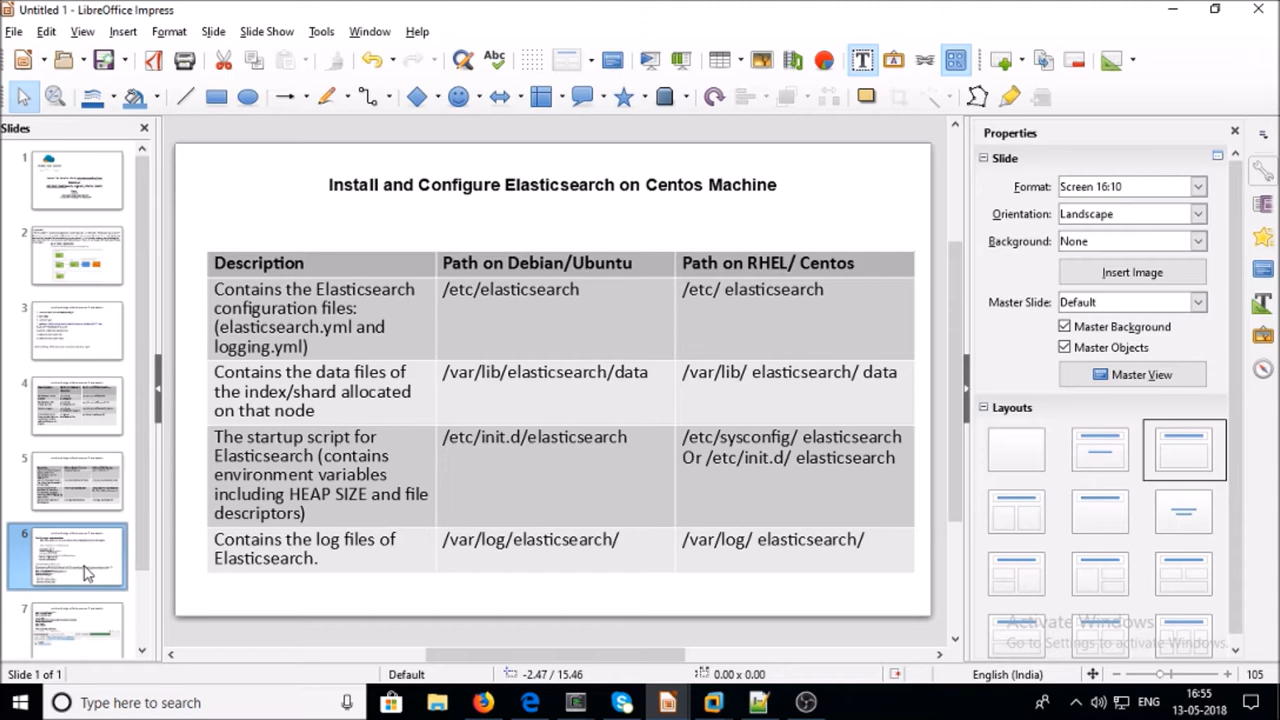 Untitled 1 - LibreOffice Impress
File Edit View Insert Format Slide Slide Show Tools Window Help
Abc
Slides
Properties
1
2
3
4
5
6
7
Install and Configure Elasticsearch on Centos Machine
Description Path on Debian/Ubuntu Path on RHEL/ Centos
Contains the Elasticsearch configuration files: (elasticsearch.yml and logging.yml) /etc/elasticsearch /etc/ elasticsearch
Contains the data files of the index/shard allocated on that node /var/lib/elasticsearch/data /var/lib/ elasticsearch/ data
The startup script for Elasticsearch (contains environment variables including HEAP SIZE and file descriptors) /etc/init.d/elasticsearch /etc/sysconfig/ elasticsearch Or /etc/init.d/ elasticsearch
Contains the log files of Elasticsearch. /var/log/elasticsearch/ /var/log/ elasticsearch/
Slide
Format: Screen 16:10
Orientation: Landscape
Background: None
Insert Image
Master Slide: Default
Master Background
Master Objects
Master View
Layouts
Activate Windows
Go to Settings to activate Windows.
Slide 1 of 1 Default -2.47 / 15.46 0.00 x 0.00 English (India) 105
Type here to search
ENG
16:55
13-05-2018